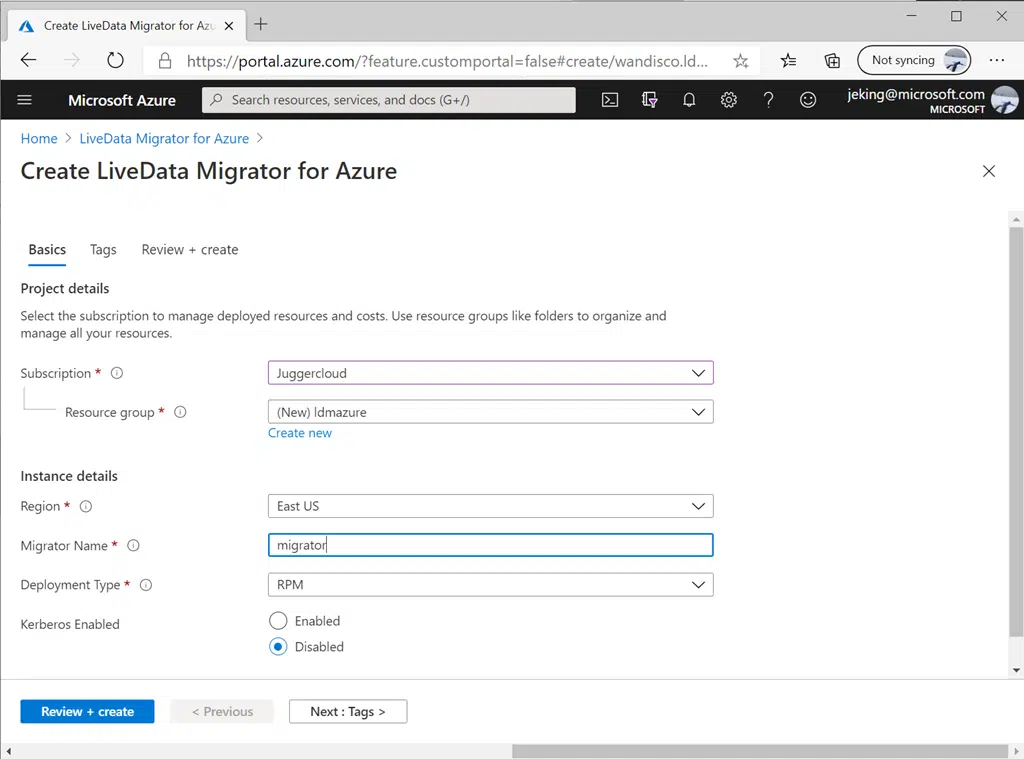 Create LiveData Migrator for Az
https://portal.azure.com/?feature.customportal=false#create/wandisco.ld...
Not syncing
Microsoft Azure
Search resources, services, and docs (G+/)
jeking@microsoft.com
MICROSOFT
Home > LiveData Migrator for Azure >
Create LiveData Migrator for Azure
Basics Tags Review + create
Project details
Select the subscription to manage deployed resources and costs. Use resource groups like folders to organize and
manage all your resources.
Subscription * Juggercloud
Resource group * (New) ldmazure
Create new
Instance details
Region * East US
Migrator Name * migrator
Deployment Type * RPM
Kerberos Enabled Enabled
Disabled
Review + create < Previous Next : Tags >